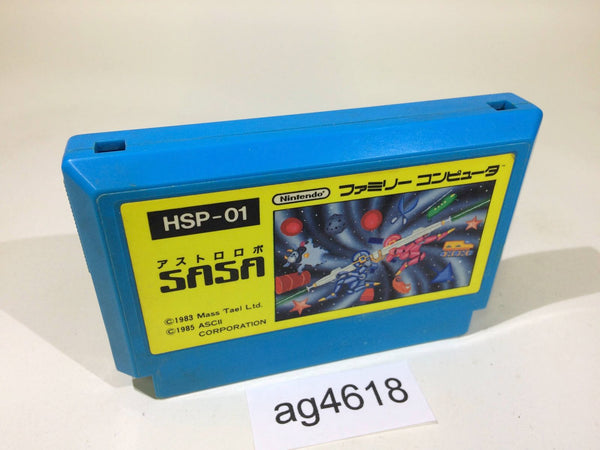 Nintendo
ファミリー コンピュータ
HSP-01
アストロロボ
SASA
©1983 Mass Tael Ltd.
©1985 ASCII
CORPORATION
ag4618